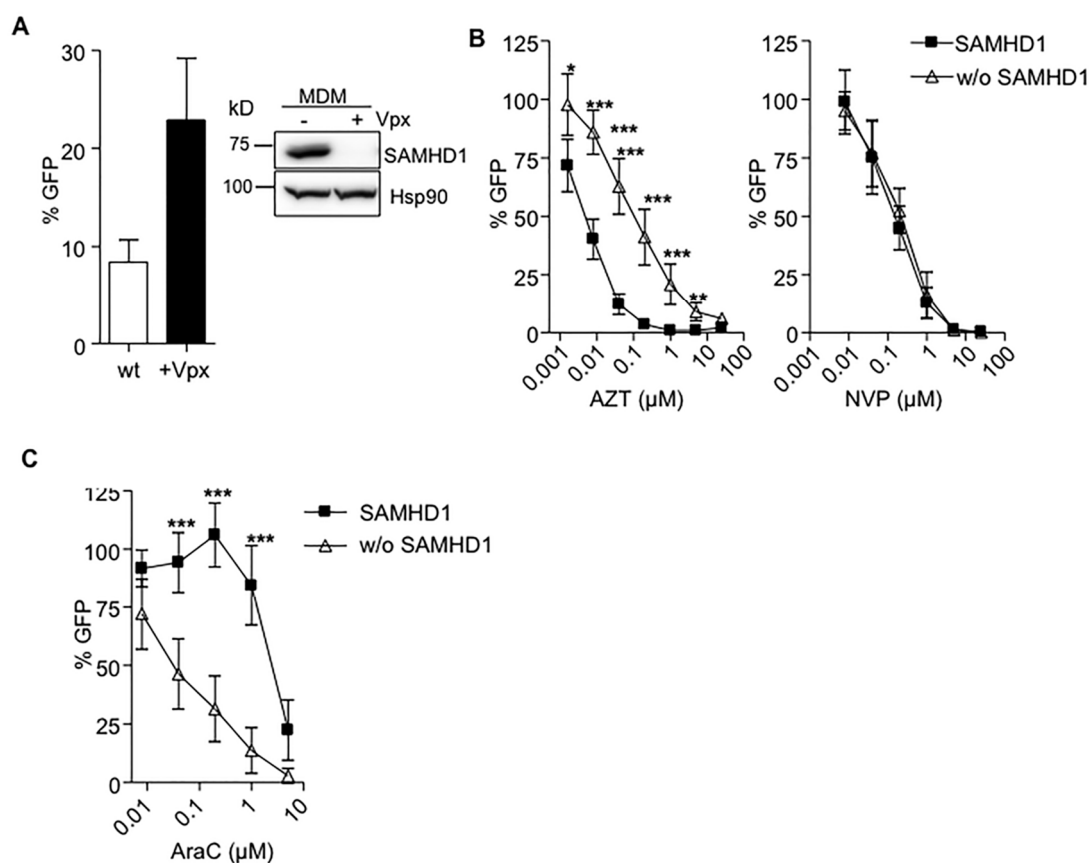 A
30
20
10
0
% GFP
wt
+Vpx
kD
MDM
- + Vpx
75
SAMHD1
100
Hsp90
B
125
100
75
50
25
0
% GFP
*
***
***
***
***
***
**
0.001
0.01
0.1
1
10
100
AZT (µM)
125
100
75
50
25
0
% GFP
0.001
0.01
0.1
1
10
100
NVP (µM)
SAMHD1
w/o SAMHD1
C
125
100
75
50
25
0
% GFP
***
***
***
0.01
0.1
1
10
AraC (µM)
SAMHD1
w/o SAMHD1